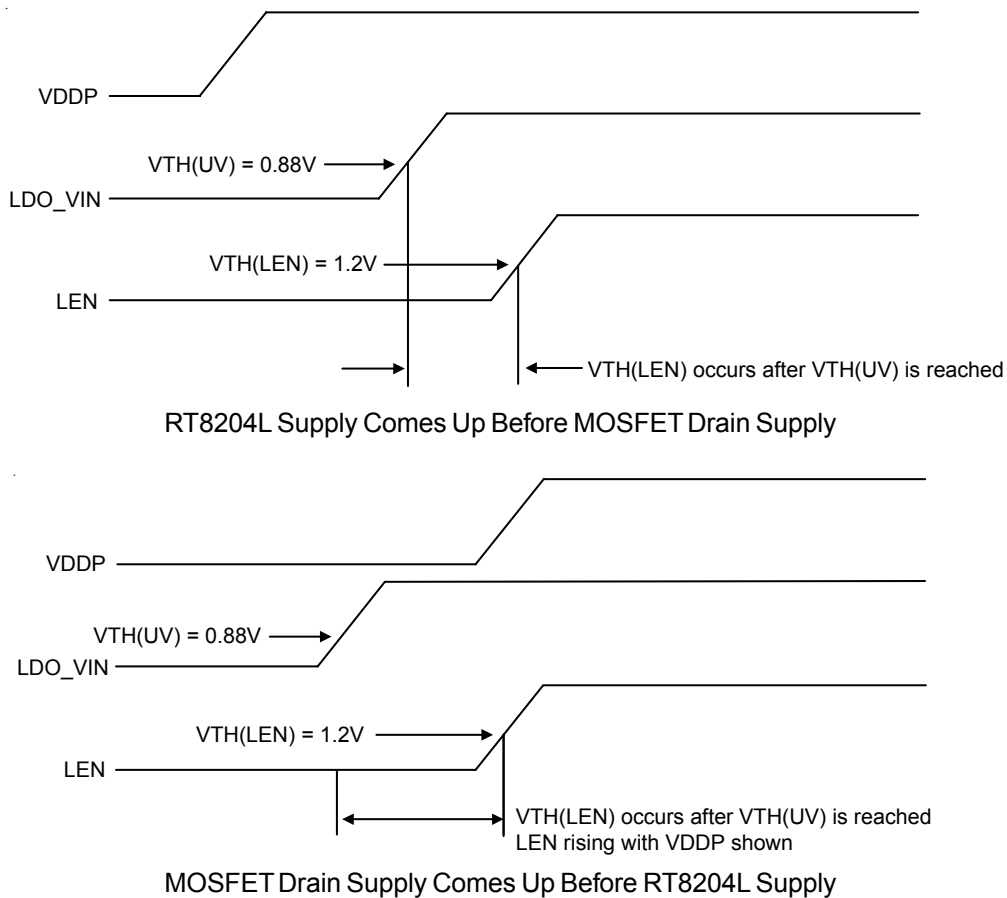 VDDP
VTH(UV) = 0.88V
LDO_VIN
VTH(LEN) = 1.2V
LEN
VTH(LEN) occurs after VTH(UV) is reached
RT8204L Supply Comes Up Before MOSFET Drain Supply
VDDP
VTH(UV) = 0.88V
LDO_VIN
VTH(LEN) = 1.2V
LEN
VTH(LEN) occurs after VTH(UV) is reached
LEN rising with VDDP shown
MOSFET Drain Supply Comes Up Before RT8204L Supply